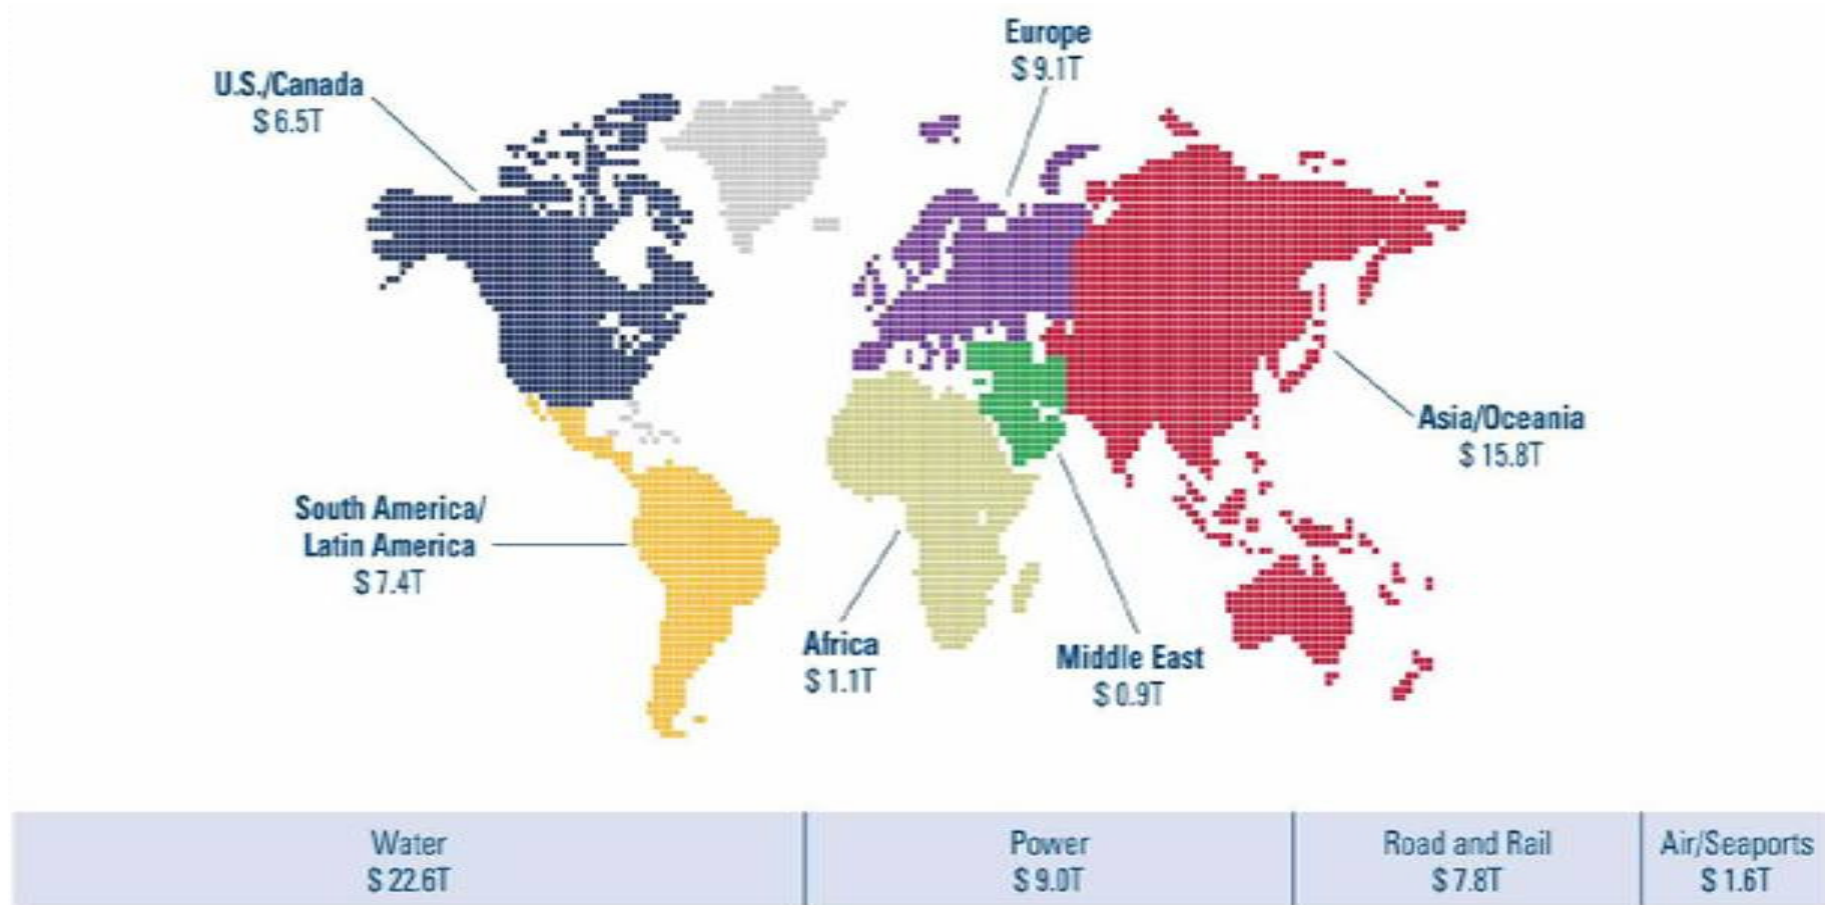 Europe
$ 9.1T
U.S./Canada
$ 6.5T
Asia/Oceania
$ 15.8T
South America/
Latin America
$ 7.4T
Africa
$ 1.1T
Middle East
$ 0.9T
Water
$ 22.6T
Power
$ 9.0T
Road and Rail
$ 7.8T
Air/Seaports
$ 1.6T